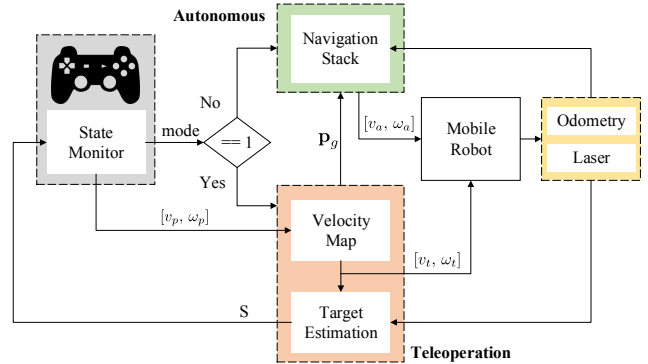 Autonomous
Navigation
Stack
No
[v_a, ω_a]
Mobile
Robot
Odometry
Laser
State
Monitor
mode
== 1
p_g
Yes
[v_p, ω_p]
Velocity
Map
[v_t, ω_t]
S
Target
Estimation
Teleoperation